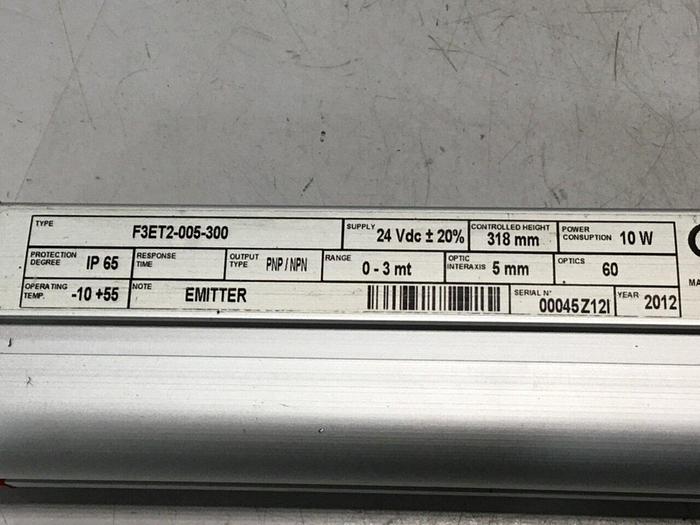 TYPE F3ET2-005-300 SUPPLY 24 Vdc ± 20% CONTROLLED HEIGHT 318 mm POWER CONSUPTION 10 W
PROTECTION DEGREE IP 65 RESPONSE TIME OUTPUT TYPE PNP / NPN RANGE 0 - 3 mt OPTIC INTERAXIS 5 mm OPTICS 60
OPERATING TEMP. -10 +55 NOTE EMITTER SERIAL N° 00045Z12I YEAR 2012